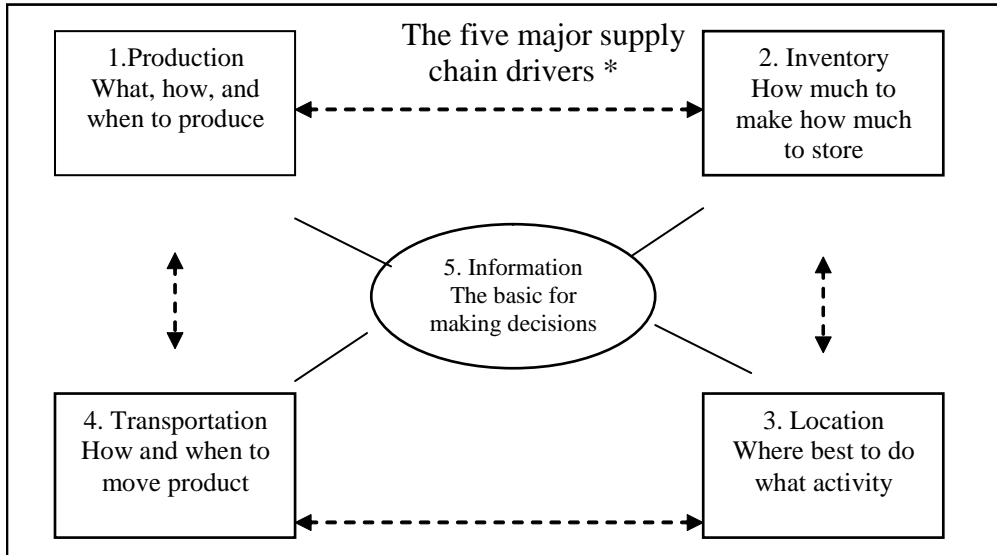 The five major supply
chain drivers *
1.Production
What, how, and
when to produce
2. Inventory
How much to
make how much
to store
5. Information
The basic for
making decisions
4. Transportation
How and when to
move product
3. Location
Where best to do
what activity